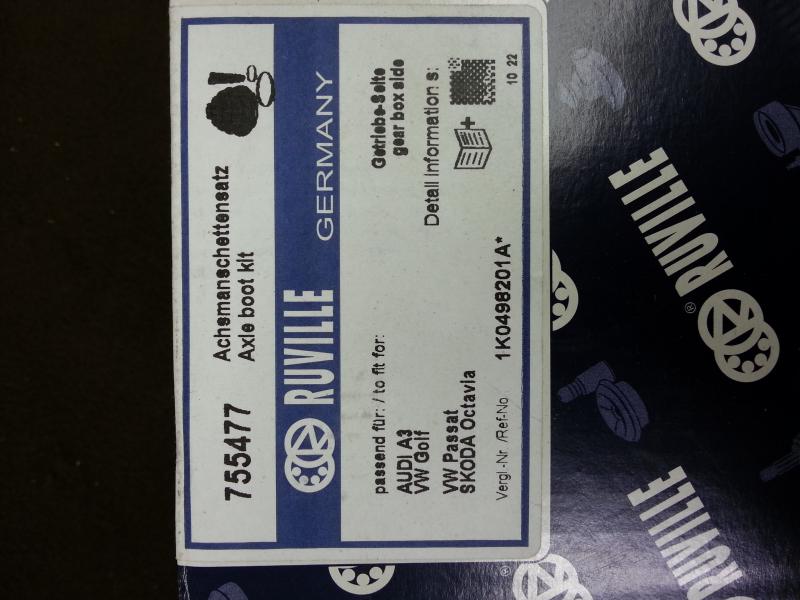 755477
Achsmanschettensatz
Axle boot kit
RUVILLE
GERMANY
passend für: / to fit for:
AUDI A3
VW Golf
VW Passat
SKODA Octavia
Getriebe-Seite
gear box side
Detail Information s:
10 22
Vergl.-Nr. /Ref-No.
1K0498201A*
RUVILLE
®
RUVILLE
®